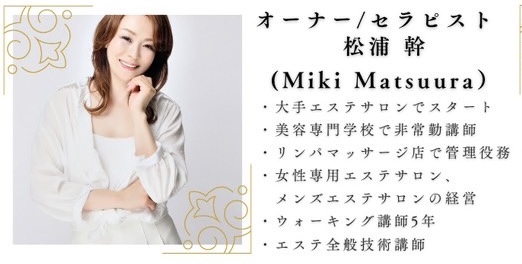 オーナー/セラピスト
松浦 幹
(Miki Matsuura)
・大手エステサロンでスタート
・美容専門学校で非常勤講師
・リンパマッサージ店で管理役務
・女性専用エステサロン、
メンズエステサロンの経営
・ウォーキング講師5年
・エステ全般技術講師